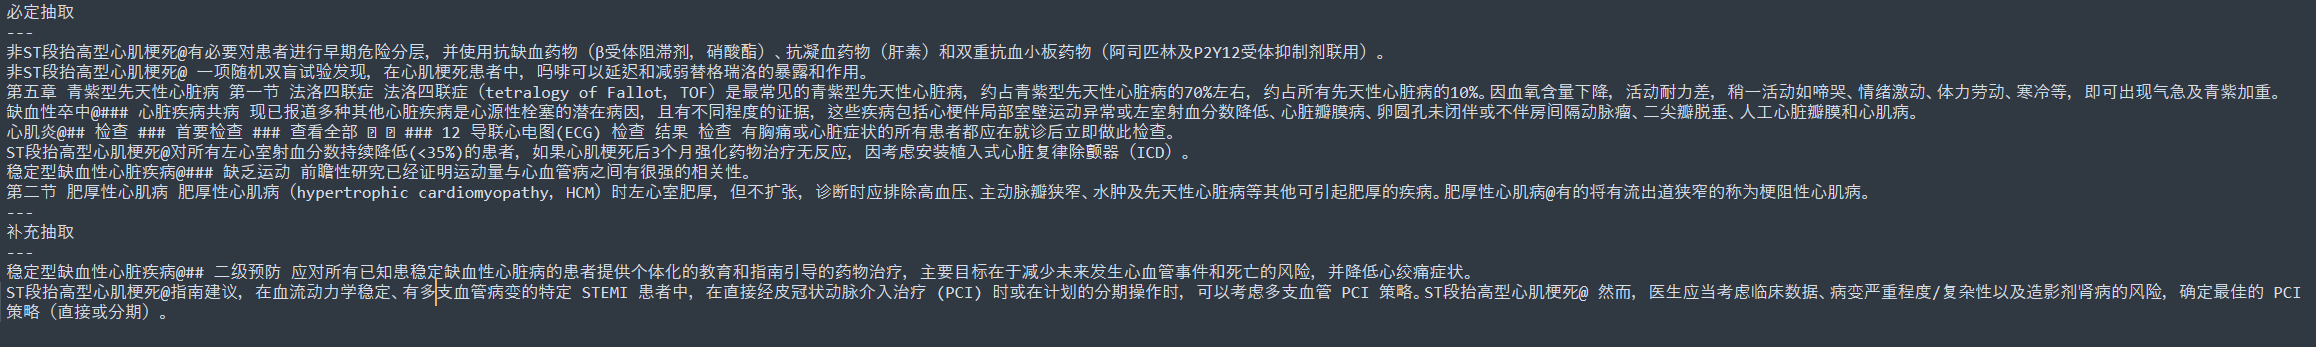 必定抽取
---
非ST段抬高型心肌梗死@有必要对患者进行早期危险分层，并使用抗缺血药物（β受体阻滞剂，硝酸酯）、抗凝血药物（肝素）和双重抗血小板药物（阿司匹林及P2Y12受体抑制剂联用）。
非ST段抬高型心肌梗死@ 一项随机双盲试验发现，在心肌梗死患者中，吗啡可以延迟和减弱替格瑞洛的暴露和作用。
第五章 青紫型先天性心脏病 第一节 法洛四联症 法洛四联症（tetralogy of Fallot，TOF）是最常见的青紫型先天性心脏病，约占青紫型先天性心脏病的70%左右，约占所有先天性心脏病的10%。因血氧含量下降，活动耐力差，稍一活动如啼哭、情绪激动、体力劳动、寒冷等，即可出现气急及青紫加重。
缺血性卒中@### 心脏疾病共病 现已报道多种其他心脏疾病是心源性栓塞的潜在病因，且有不同程度的证据，这些疾病包括心梗伴局部室壁运动异常或左室射血分数降低、心脏瓣膜病、卵圆孔未闭伴或不伴房间隔动脉瘤、二尖瓣脱垂、人工心脏瓣膜和心肌病。
心肌炎@## 检查 ### 首要检查 ### 查看全部 ### 12 导联心电图(ECG) 检查 结果 检查 有胸痛或心脏症状的所有患者都应在就诊后立即做此检查。
ST段抬高型心肌梗死@对所有左心室射血分数持续降低(<35%)的患者，如果心肌梗死后3个月强化药物治疗无反应，因考虑安装植入式心脏复律除颤器（ICD）。
稳定型缺血性心脏疾病@### 缺乏运动 前瞻性研究已经证明运动量与心血管病之间有很强的相关性。
第二节 肥厚性心肌病 肥厚性心肌病（hypertrophic cardiomyopathy，HCM）时左心室肥厚，但不扩张，诊断时应排除高血压、主动脉瓣狭窄、水肿及先天性心脏病等其他可引起肥厚的疾病。肥厚性心肌病@有的将有流出道狭窄的称为梗阻性心肌病。
---
补充抽取
---
稳定型缺血性心脏疾病@## 二级预防 应对所有已知患稳定缺血性心脏病的患者提供个体化的教育和指南引导的药物治疗，主要目标在于减少未来发生心血管事件和死亡的风险，并降低心绞痛症状。
ST段抬高型心肌梗死@指南建议，在血流动力学稳定、有多支血管病变的特定 STEMI 患者中，在直接经皮冠状动脉介入治疗 (PCI) 时或在计划的分期操作时，可以考虑多支血管 PCI 策略。ST段抬高型心肌梗死@ 然而，医生应当考虑临床数据、病变严重程度/复杂性以及造影剂肾病的风险，确定最佳的 PCI
策略（直接或分期）。